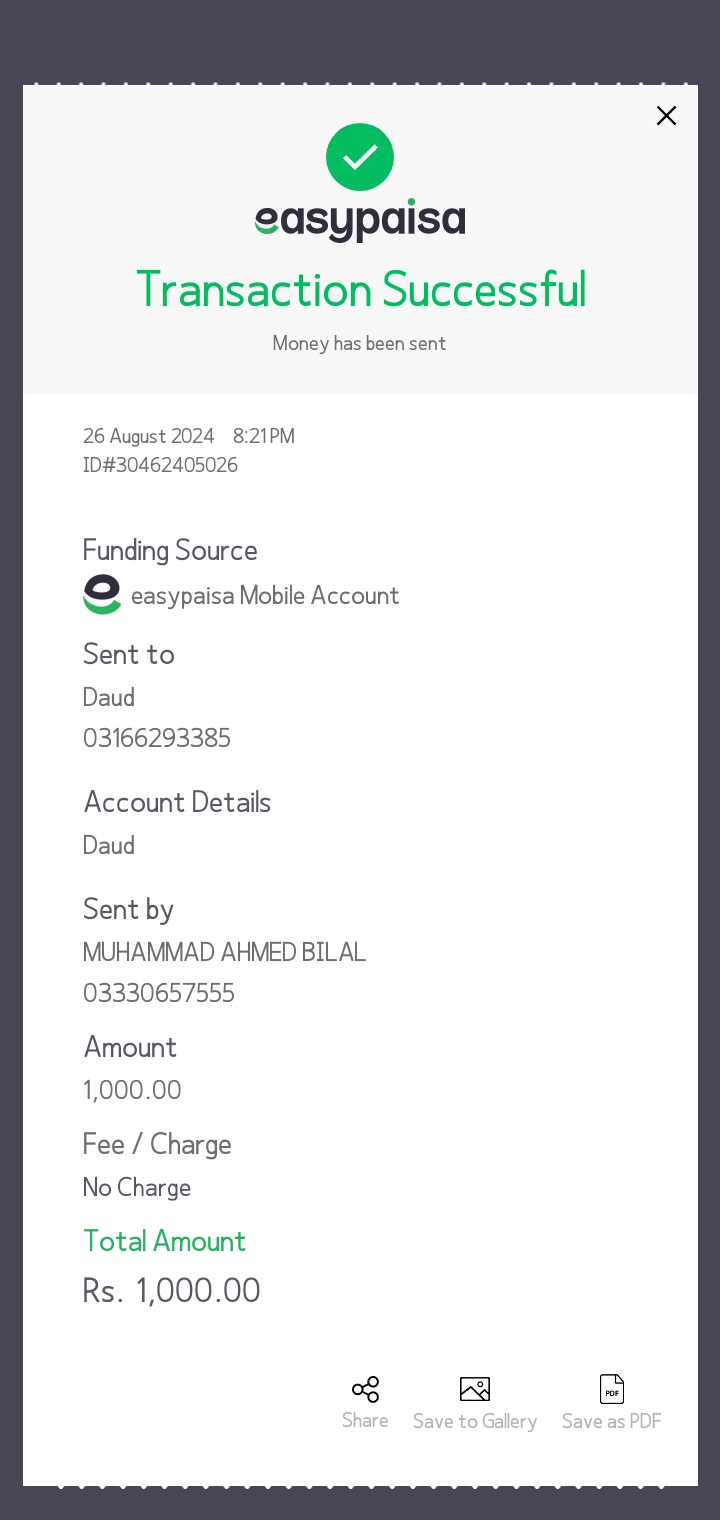 easypaisa
Transaction Successful
Money has been sent
26 August 2024 8:21 PM
ID#30462405026
Funding Source
easypaisa Mobile Account
Sent to
Daud
03166293385
Account Details
Daud
Sent by
MUHAMMAD AHMED BILAL
03330657555
Amount
1,000.00
Fee / Charge
No Charge
Total Amount
Rs. 1,000.00
PDF
Share Save to Gallery Save as PDF